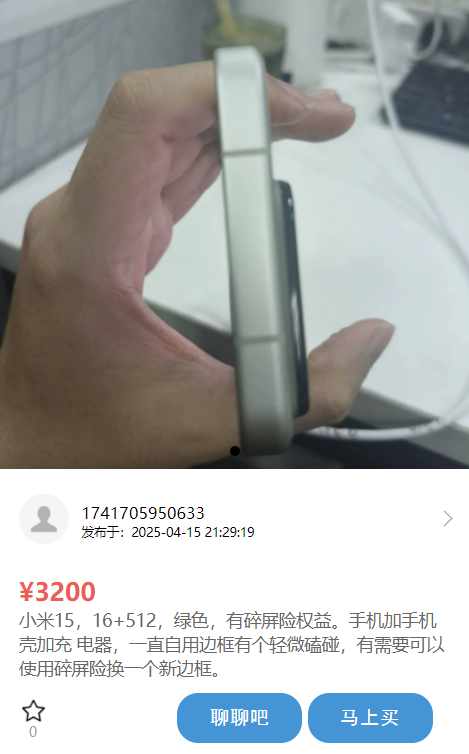 1741705950633
发布于：2025-04-15 21:29:19
¥3200
小米15，16+512，绿色，有碎屏险权益。手机加手机
壳加充 电器，一直自用边框有个轻微磕碰，有需要可以
使用碎屏险换一个新边框。
0
聊聊吧
马上买